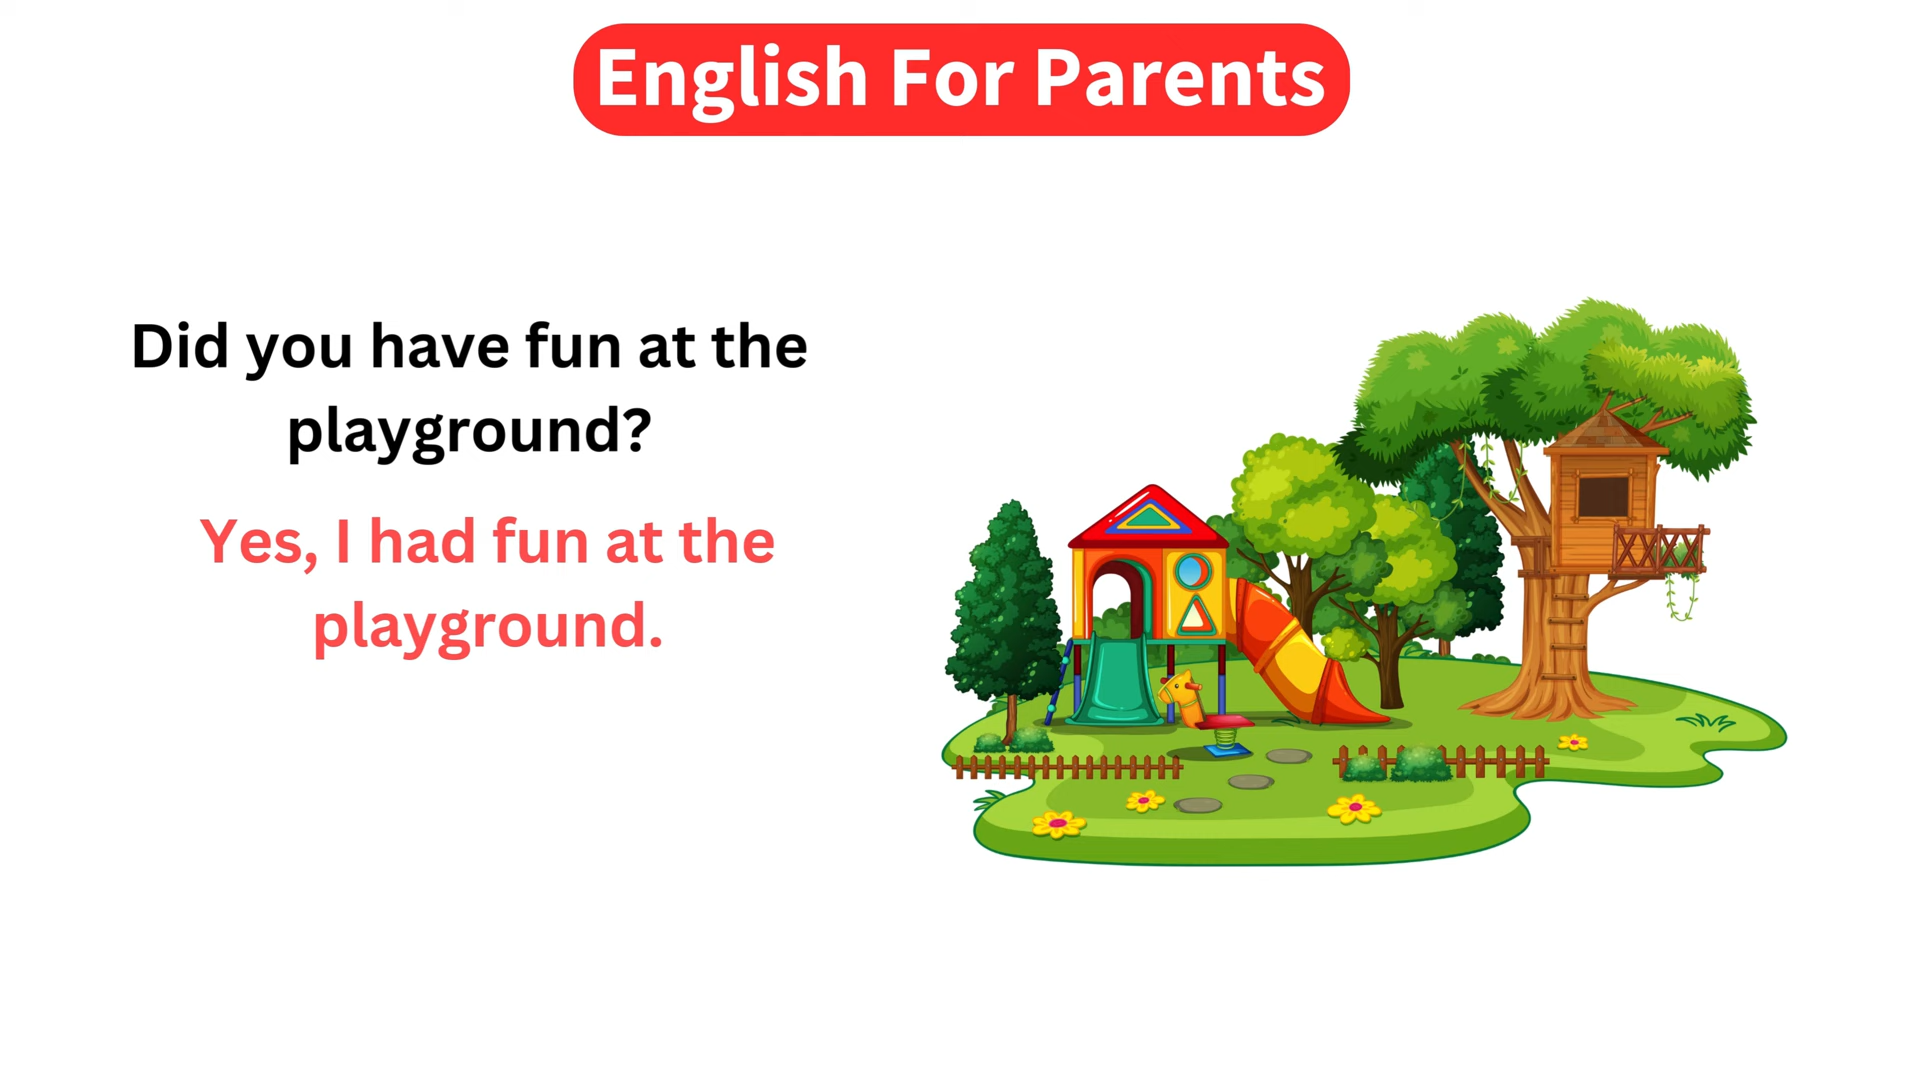 English For Parents
Did you have fun at the
playground?
Yes, I had fun at the
playground.